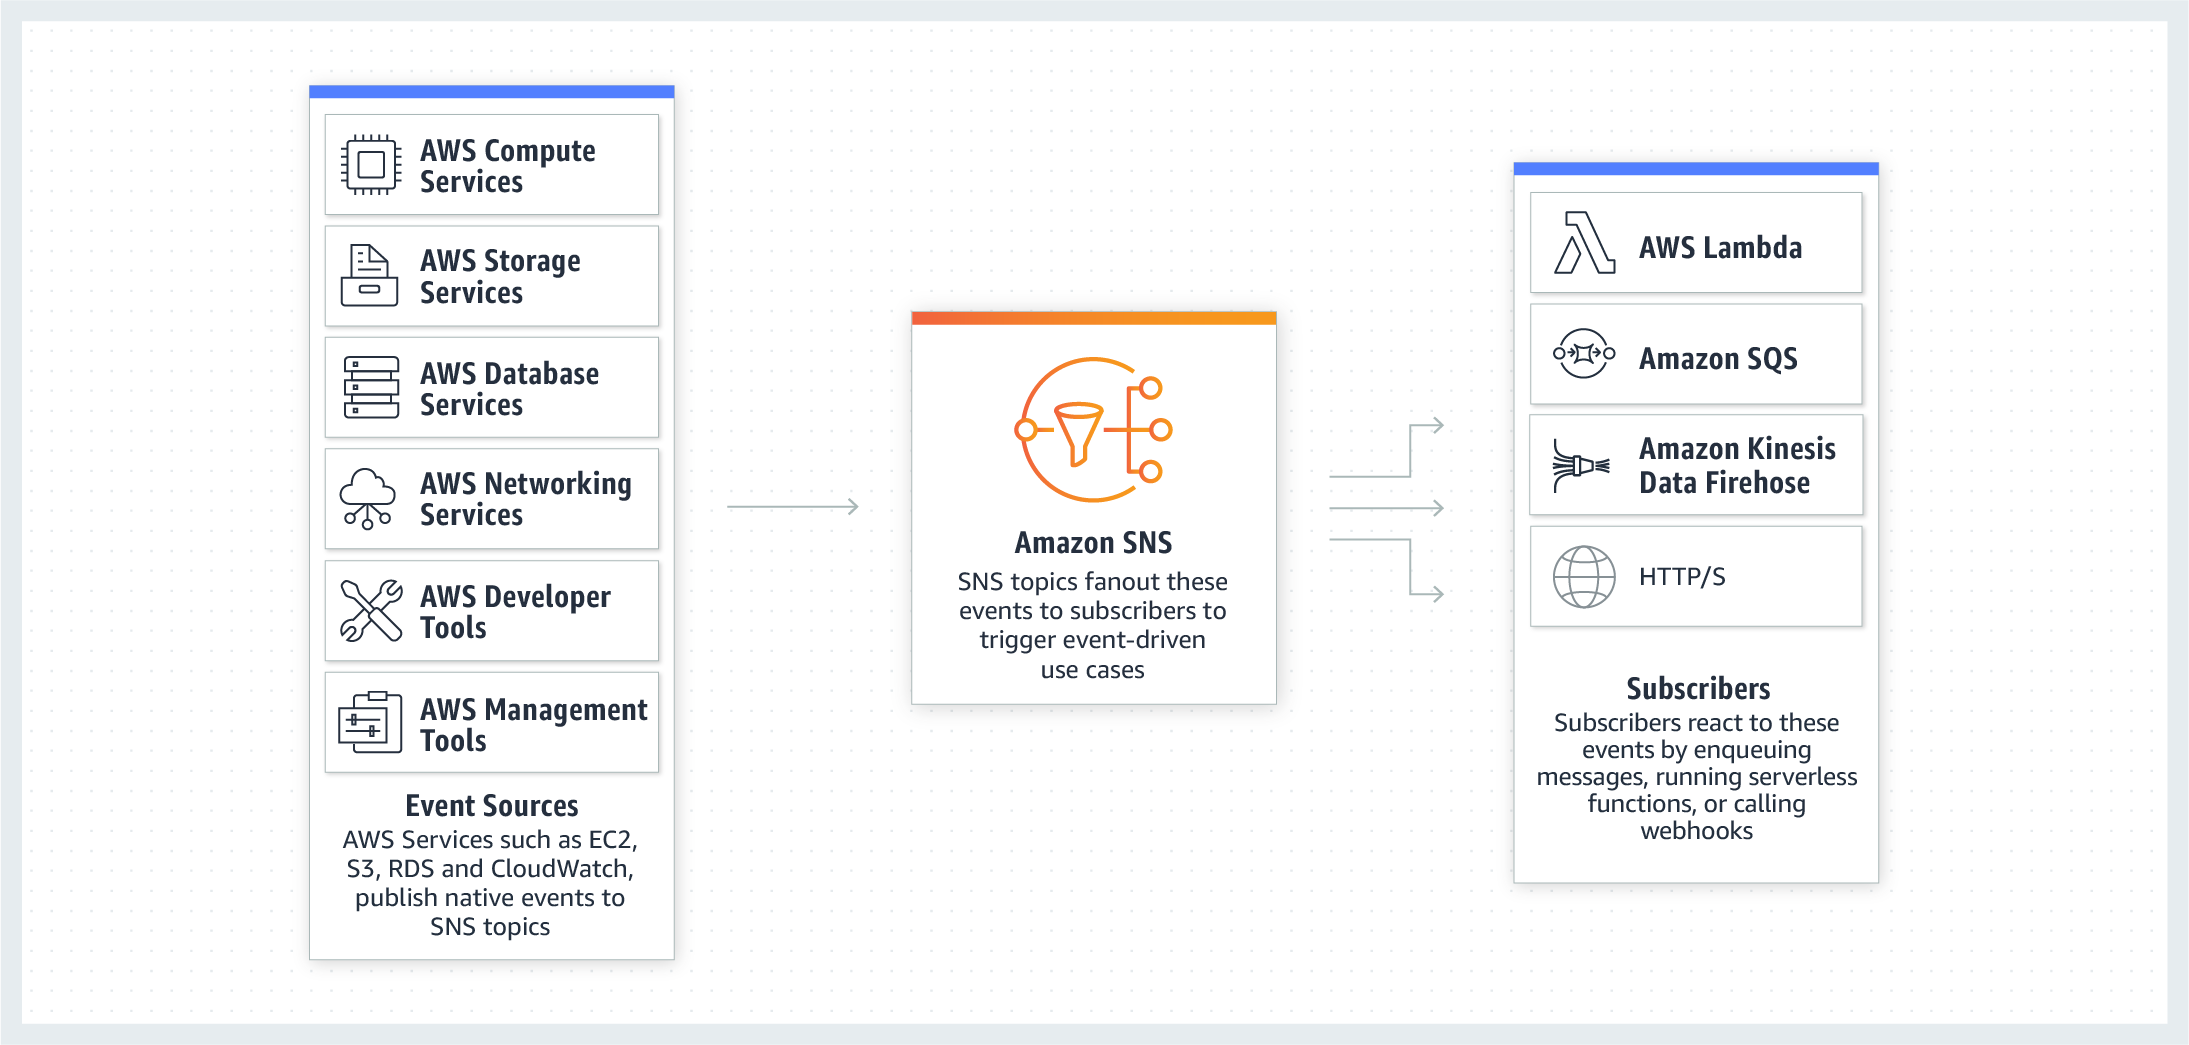 AWS Compute
Services
AWS Storage
Services
AWS Database
Services
AWS Networking
Services
AWS Developer
Tools
AWS Management
Tools
Event Sources
AWS Services such as EC2,
S3, RDS and CloudWatch,
publish native events to
SNS topics
Amazon SNS
SNS topics fanout these
events to subscribers to
trigger event-driven
use cases
AWS Lambda
Amazon SQS
Amazon Kinesis
Data Firehose
HTTP/S
Subscribers
Subscribers react to these
events by enqueuing
messages, running serverless
functions, or calling
webhooks